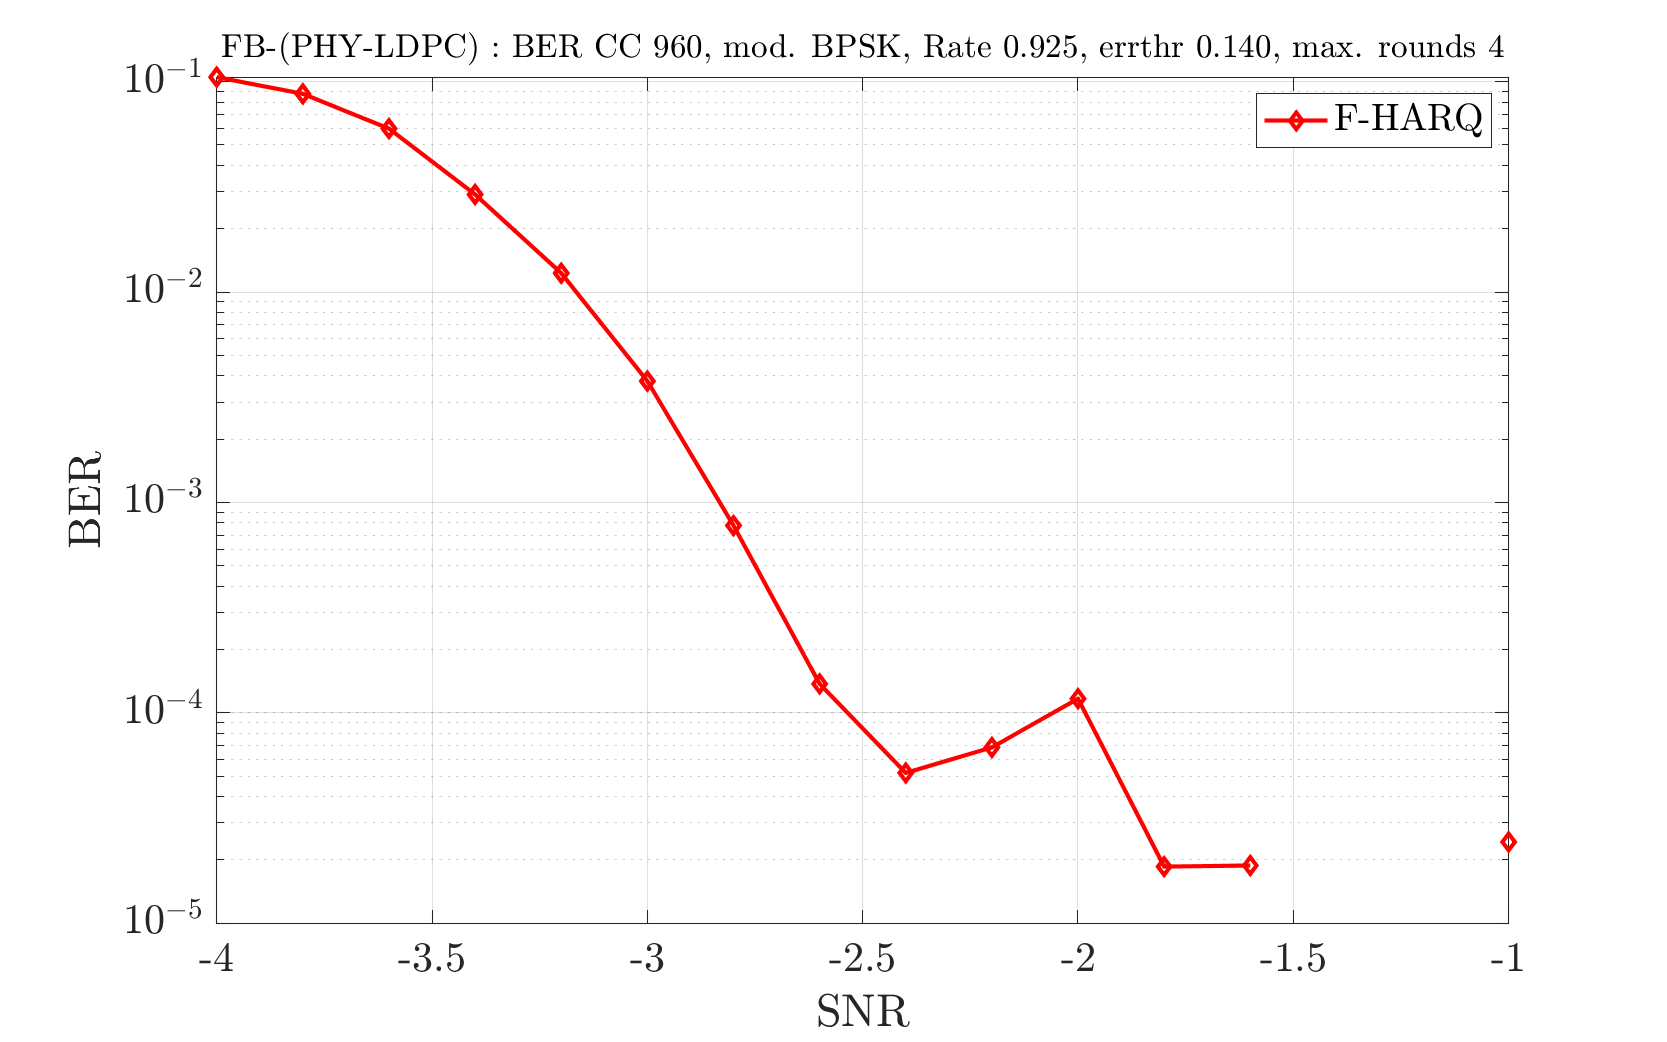 FB-(PHY-LDPC) : BER CC 960, mod. BPSK, Rate 0.925, errthr 0.140, max. rounds 4
F-HARQ
BER
10⁻¹
10⁻²
10⁻³
10⁻⁴
10⁻⁵
-4 -3.5 -3 -2.5 -2 -1.5 -1
SNR